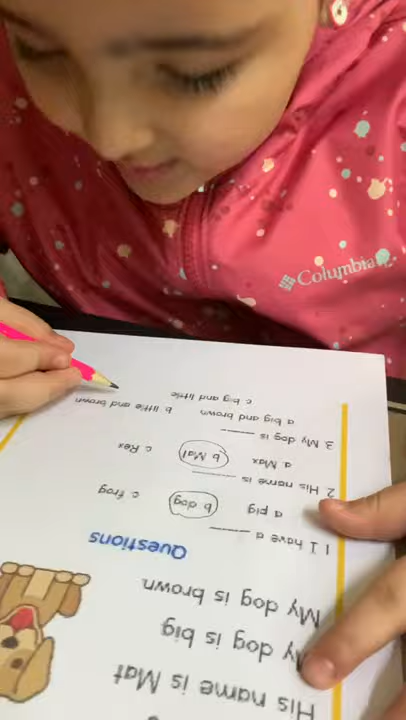 His name is Mat
My dog is big.
My dog is brown.
Questions
1. I have a ______
a. pig b. dog c. frog
2. His name is ______
a. Max b. Mat c. Rex
3. My dog is ______
a. big and brown b. little and brown
c. big and little
Columbia